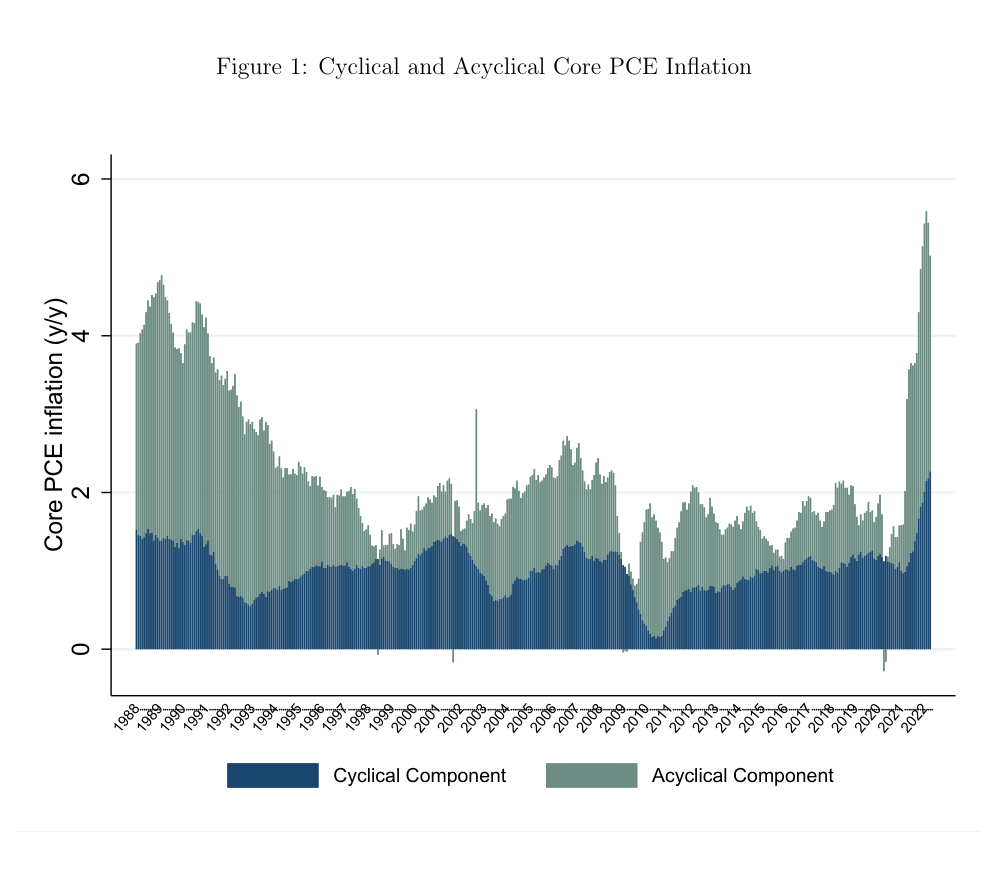 Figure 1: Cyclical and Acyclical Core PCE Inflation
Core PCE inflation (y/y)
6
4
2
0
1988 1989 1990 1991 1992 1993 1994 1995 1996 1997 1998 1999 2000 2001 2002 2003 2004 2005 2006 2007 2008 2009 2010 2011 2012 2013 2014 2015 2016 2017 2018 2019 2020 2021 2022
Cyclical Component Acyclical Component